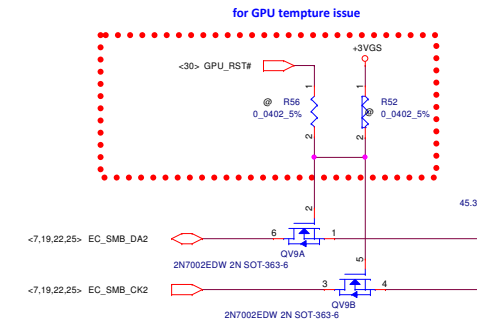 for GPU tempture issue
+3VGS
<30> GPU_RST#
1
1
@ R56
R52
@
0_0402_5%
0_0402_5%
2
2
2
45.3
<7,19,22,25> EC_SMB_DA2
6
1
QV9A
2N7002EDW 2N SOT-363-6
5
<7,19,22,25> EC_SMB_CK2
3
4
QV9B
2N7002EDW 2N SOT-363-6